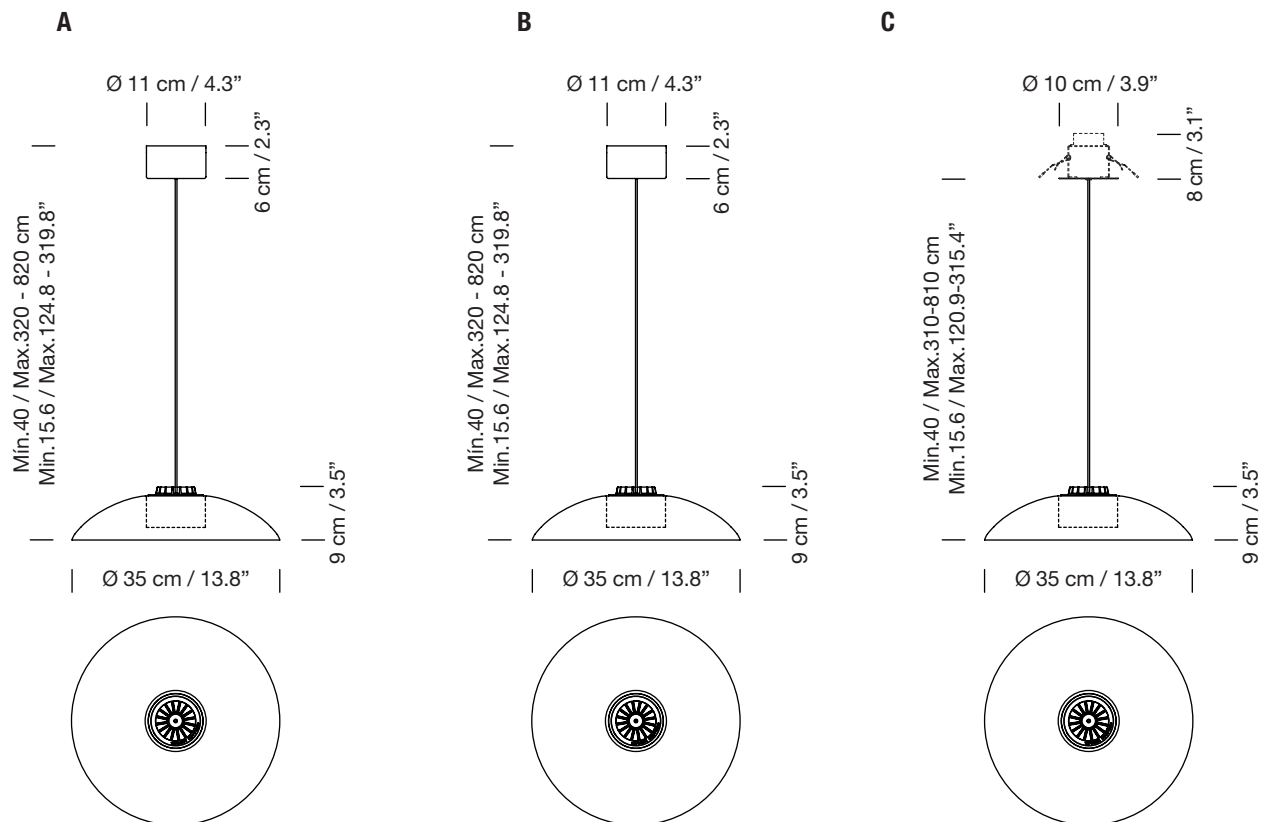 A
Ø 11 cm / 4.3”
6 cm / 2.3”
Mín.40 / Max.320 - 820 cm
Min.15.6 / Max.124.8 - 319.8”
9 cm / 3.5”
Ø 35 cm / 13.8”
B
Ø 11 cm / 4.3”
6 cm / 2.3”
Mín.40 / Max.320 - 820 cm
Min.15.6 / Max.124.8 - 319.8”
9 cm / 3.5”
Ø 35 cm / 13.8”
C
Ø 10 cm / 3.9”
8 cm / 3.1”
Mín.40 / Max.310-810 cm
Min.15.6 / Max.120.9-315.4”
9 cm / 3.5”
Ø 35 cm / 13.8”